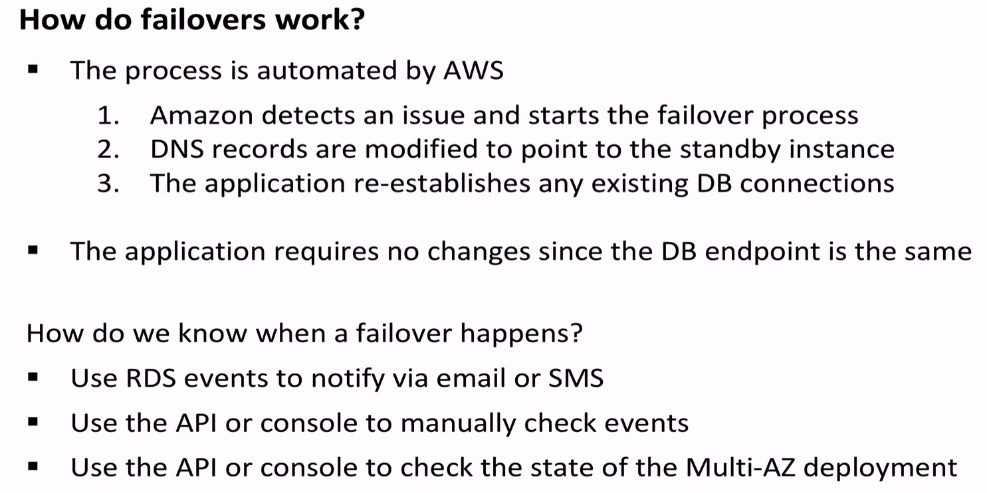 How do failovers work?
▪ The process is automated by AWS
1. Amazon detects an issue and starts the failover process
2. DNS records are modified to point to the standby instance
3. The application re-establishes any existing DB connections
▪ The application requires no changes since the DB endpoint is the same
How do we know when a failover happens?
▪ Use RDS events to notify via email or SMS
▪ Use the API or console to manually check events
▪ Use the API or console to check the state of the Multi-AZ deployment